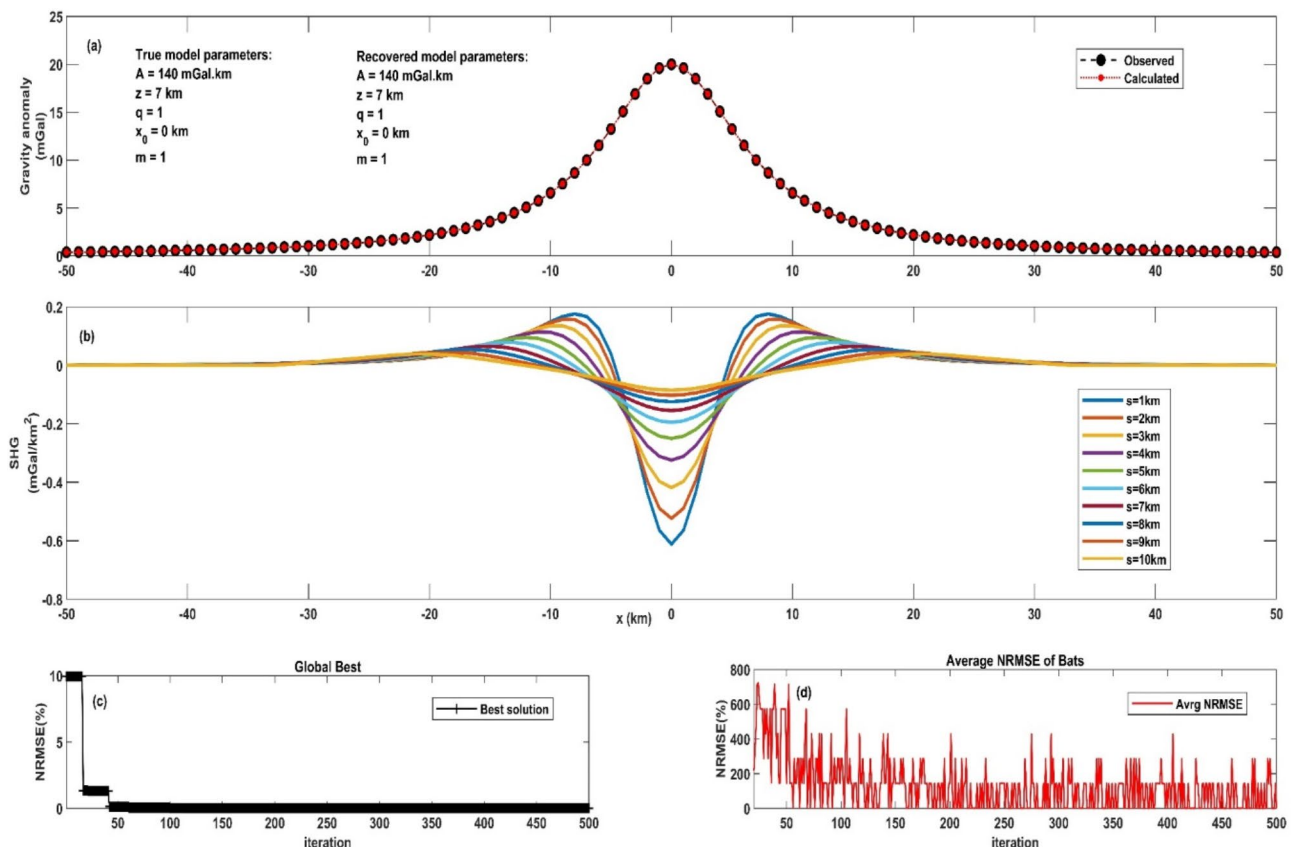 (a)
True model parameters:
A = 140 mGal.km
z = 7 km
q = 1
x0 = 0 km
m = 1
Recovered model parameters:
A = 140 mGal.km
z = 7 km
q = 1
x0 = 0 km
m = 1
Observed
Calculated
Gravity anomaly
(mGal)
25
20
15
10
5
0
-50 -40 -30 -20 -10 0 10 20 30 40 50
(b)
SHG
(mGal/km2)
0.2
0
-0.2
-0.4
-0.6
-0.8
s=1km
s=2km
s=3km
s=4km
s=5km
s=6km
s=7km
s=8km
s=9km
s=10km
-50 -40 -30 -20 -10 0 10 20 30 40 50
x (km)
Global Best
(c)
Best solution
NRMSE(%)
10
5
0
50 100 150 200 250 300 350 400 450 500
iteration
Average NRMSE of Bats
(d)
Avrg NRMSE
NRMSE(%)
800
600
400
200
0
50 100 150 200 250 300 350 400 450 500
iteration